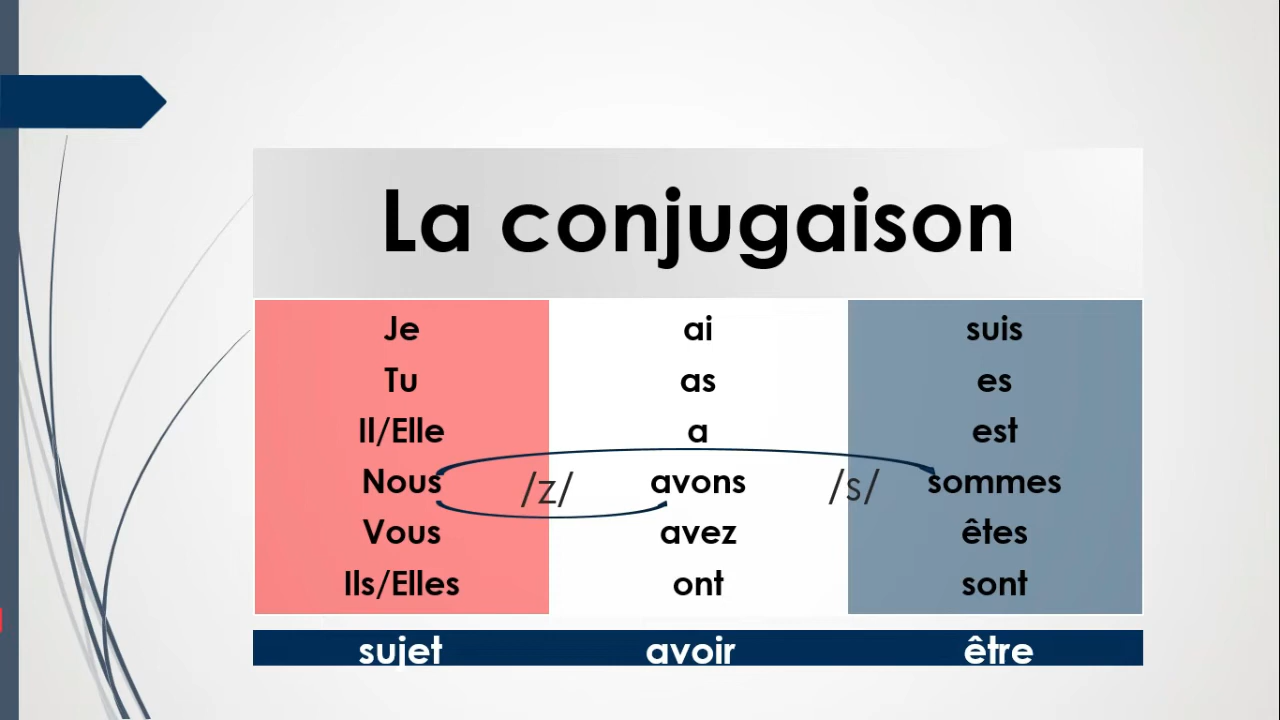 La conjugaison
Je ai suis
Tu as es
Il/Elle a est
Nous /z/ avons /s/ sommes
Vous avez êtes
Ils/Elles ont sont
sujet avoir être